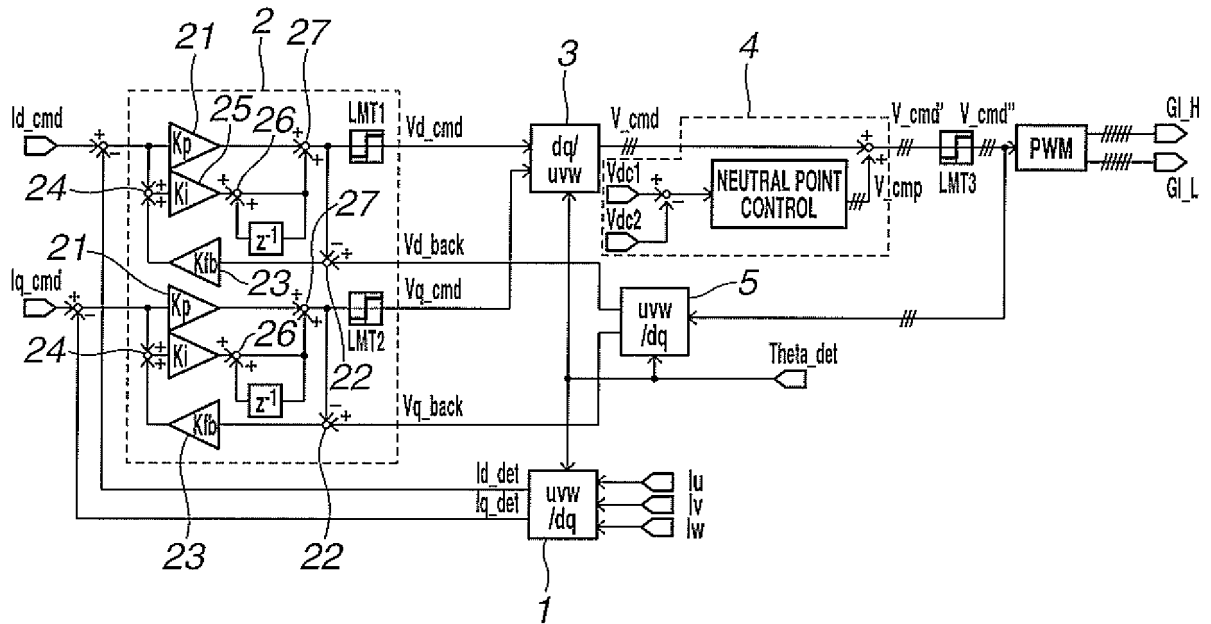 21
2
27
3
4
25
26
LMT1
Id_cmd
Vd_cmd
V_cmd
V_cmd'
V_cmd"
GI_H
Kp
dq/
uvw
PWM
24
Ki
Vdc1
NEUTRAL POINT
CONTROL
LMT3
GI_L
V_cmp
Vdc2
27
z⁻¹
21
Kfb
23
Vd_back
Iq_cmd
Vq_cmd
5
Kp
LMT2
uvw
/dq
24
Ki
26
22
Theta_det
z⁻¹
Vq_back
Kfb
Id_det
Iq_det
uvw
/dq
Iu
Iv
Iw
23
22
1